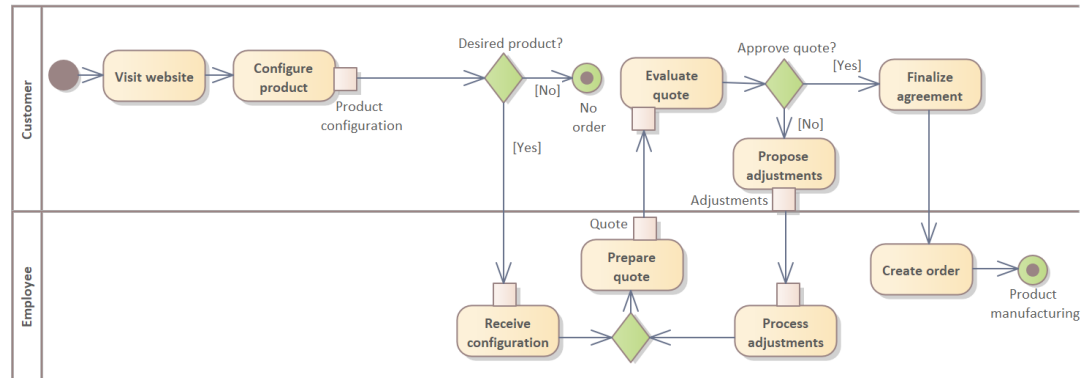 Customer
Visit website
Configure
product
Product
configuration
Desired product?
[No]
No
order
[Yes]
Evaluate
quote
Approve quote?
[Yes]
[No]
Finalize
agreement
Propose
adjustments
Adjustments
Employee
Quote
Prepare
quote
Receive
configuration
Process
adjustments
Create order
Product
manufacturing